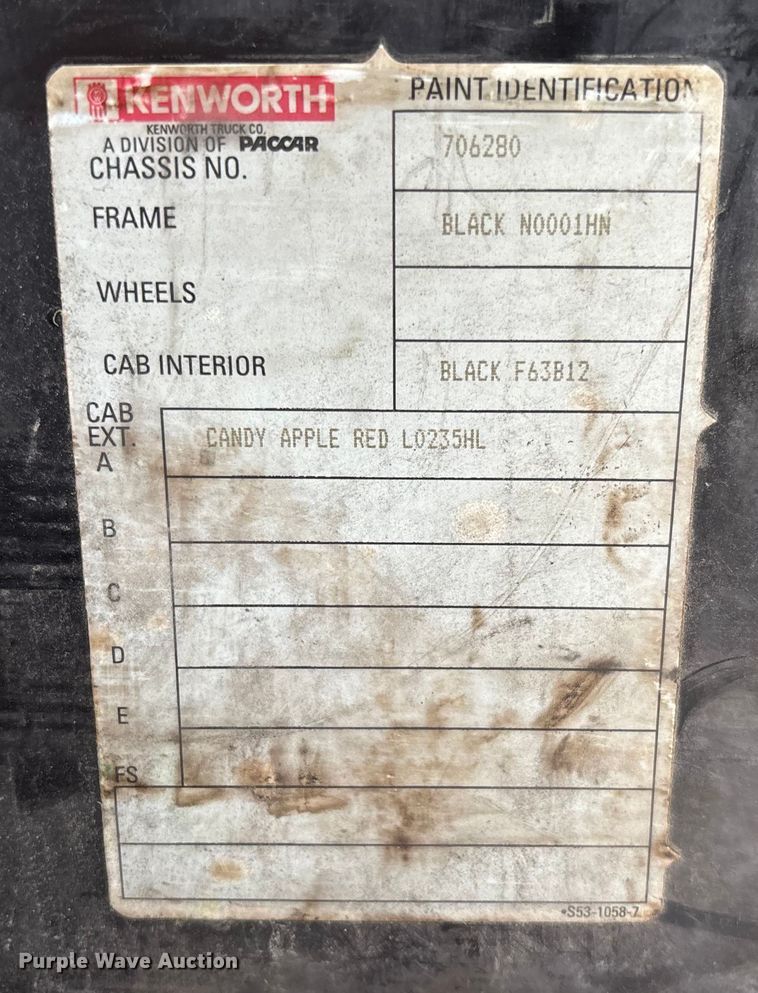 KENWORTH
PAINT IDENTIFICATION
KENWORTH TRUCK CO.
A DIVISION OF PACCAR
CHASSIS NO. 706280
FRAME BLACK N0001HN
WHEELS
CAB INTERIOR BLACK F63B12
CAB
EXT.
A CANDY APPLE RED L0235HL
B
C
D
E
FS
•S53-1058-7
Purple Wave Auction